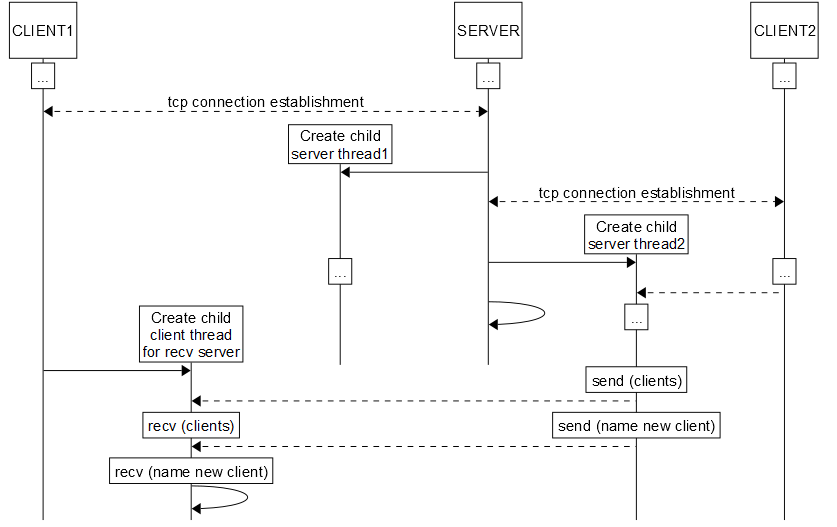 CLIENT1
SERVER
CLIENT2
...
...
...
tcp connection establishment
Create child
server thread1
tcp connection establishment
Create child
server thread2
...
...
...
Create child
client thread
for recv server
send (clients)
recv (clients)
send (name new client)
recv (name new client)